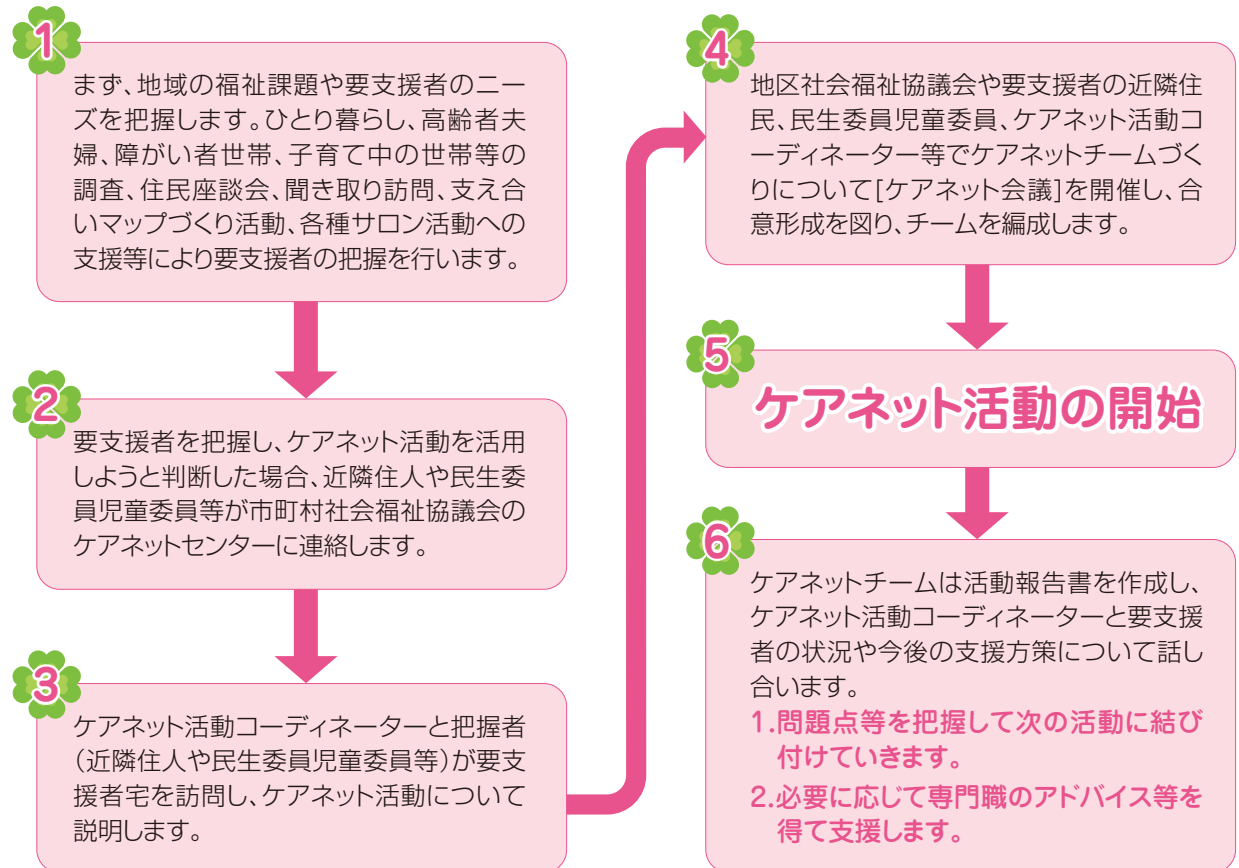 1
まず、地域の福祉課題や要支援者のニー
ズを把握します。ひとり暮らし、高齢者夫
婦、障がい者世帯、子育て中の世帯等の
調査、住民座談会、聞き取り訪問、支え合
いマップづくり活動、各種サロン活動への
支援等により要支援者の把握を行います。
2
要支援者を把握し、ケアネット活動を活用
しようと判断した場合、近隣住人や民生委
員児童委員等が市町村社会福祉協議会の
ケアネットセンターに連絡します。
3
ケアネット活動コーディネーターと把握者
（近隣住人や民生委員児童委員等）が要支
援者宅を訪問し、ケアネット活動について
説明します。
4
地区社会福祉協議会や要支援者の近隣住
民、民生委員児童委員、ケアネット活動コ
ーディネーター等でケアネットチームづく
りについて[ケアネット会議]を開催し、合
意形成を図り、チームを編成します。
5
ケアネット活動の開始
6
ケアネットチームは活動報告書を作成し、
ケアネット活動コーディネーターと要支援
者の状況や今後の支援方策について話し
合います。
1.問題点等を把握して次の活動に結び
付けていきます。
2.必要に応じて専門職のアドバイス等を
得て支援します。